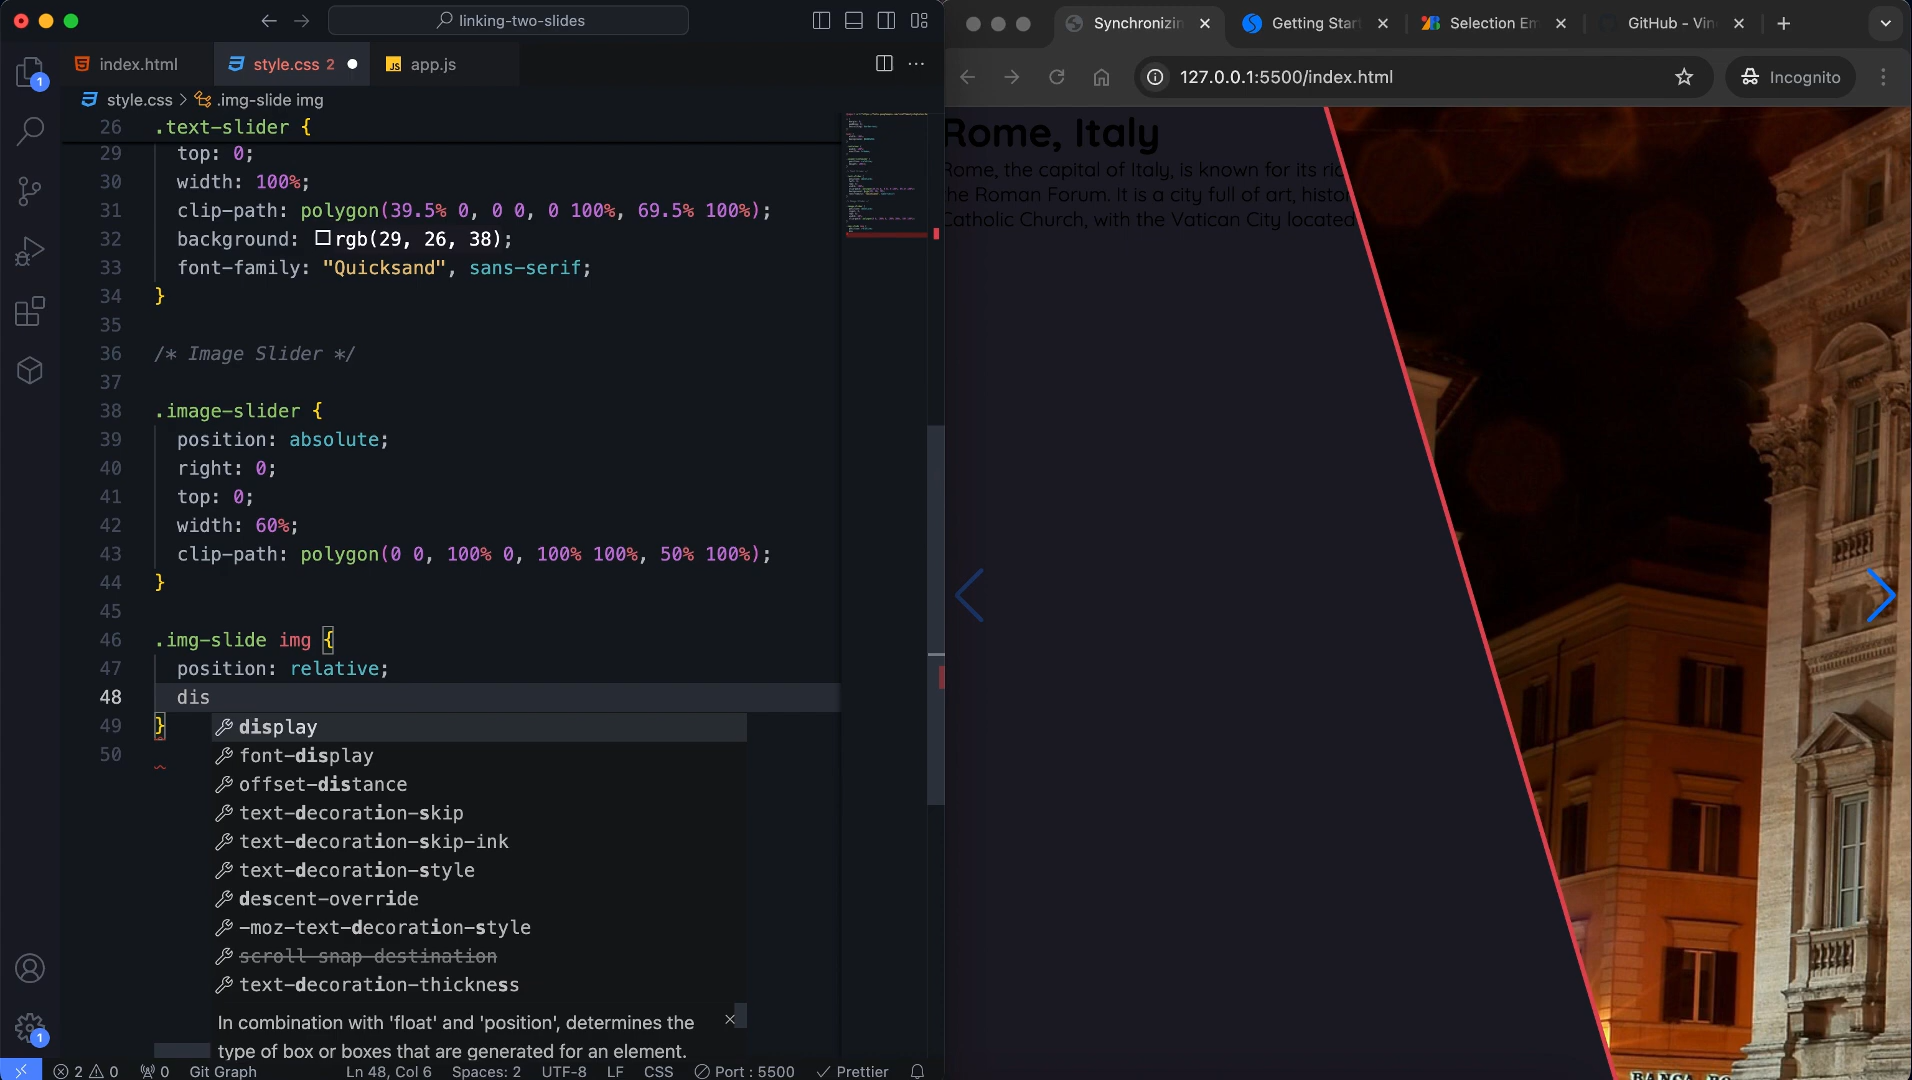 linking-two-slides
index.html
style.css 2
app.js
style.css > .img-slide img
26 .text-slider {
29 top: 0;
30 width: 100%;
31 clip-path: polygon(39.5% 0, 0 0, 0 100%, 69.5% 100%);
32 background: rgb(29, 26, 38);
33 font-family: "Quicksand", sans-serif;
34 }
35
36 /* Image Slider */
37
38 .image-slider {
39 position: absolute;
40 right: 0;
41 top: 0;
42 width: 60%;
43 clip-path: polygon(0 0, 100% 0, 100% 100%, 50% 100%);
44 }
45
46 .img-slide img {
47 position: relative;
48 dis
49 }
50
display
font-display
offset-distance
text-decoration-skip
text-decoration-skip-ink
text-decoration-style
descent-override
-moz-text-decoration-style
scroll-snap-destination
text-decoration-thickness
In combination with 'float' and 'position', determines the
type of box or boxes that are generated for an element.
1
1
2 0 0 Git Graph Ln 48, Col 6 Spaces: 2 UTF-8 LF CSS Port : 5500 Prettier
Synchronizin
Getting Start
Selection Em
GitHub - Vin
127.0.0.1:5500/index.html
Incognito
Rome, Italy
Rome, the capital of Italy, is known for its ric
the Roman Forum. It is a city full of art, histor
Catholic Church, with the Vatican City located
BANCA